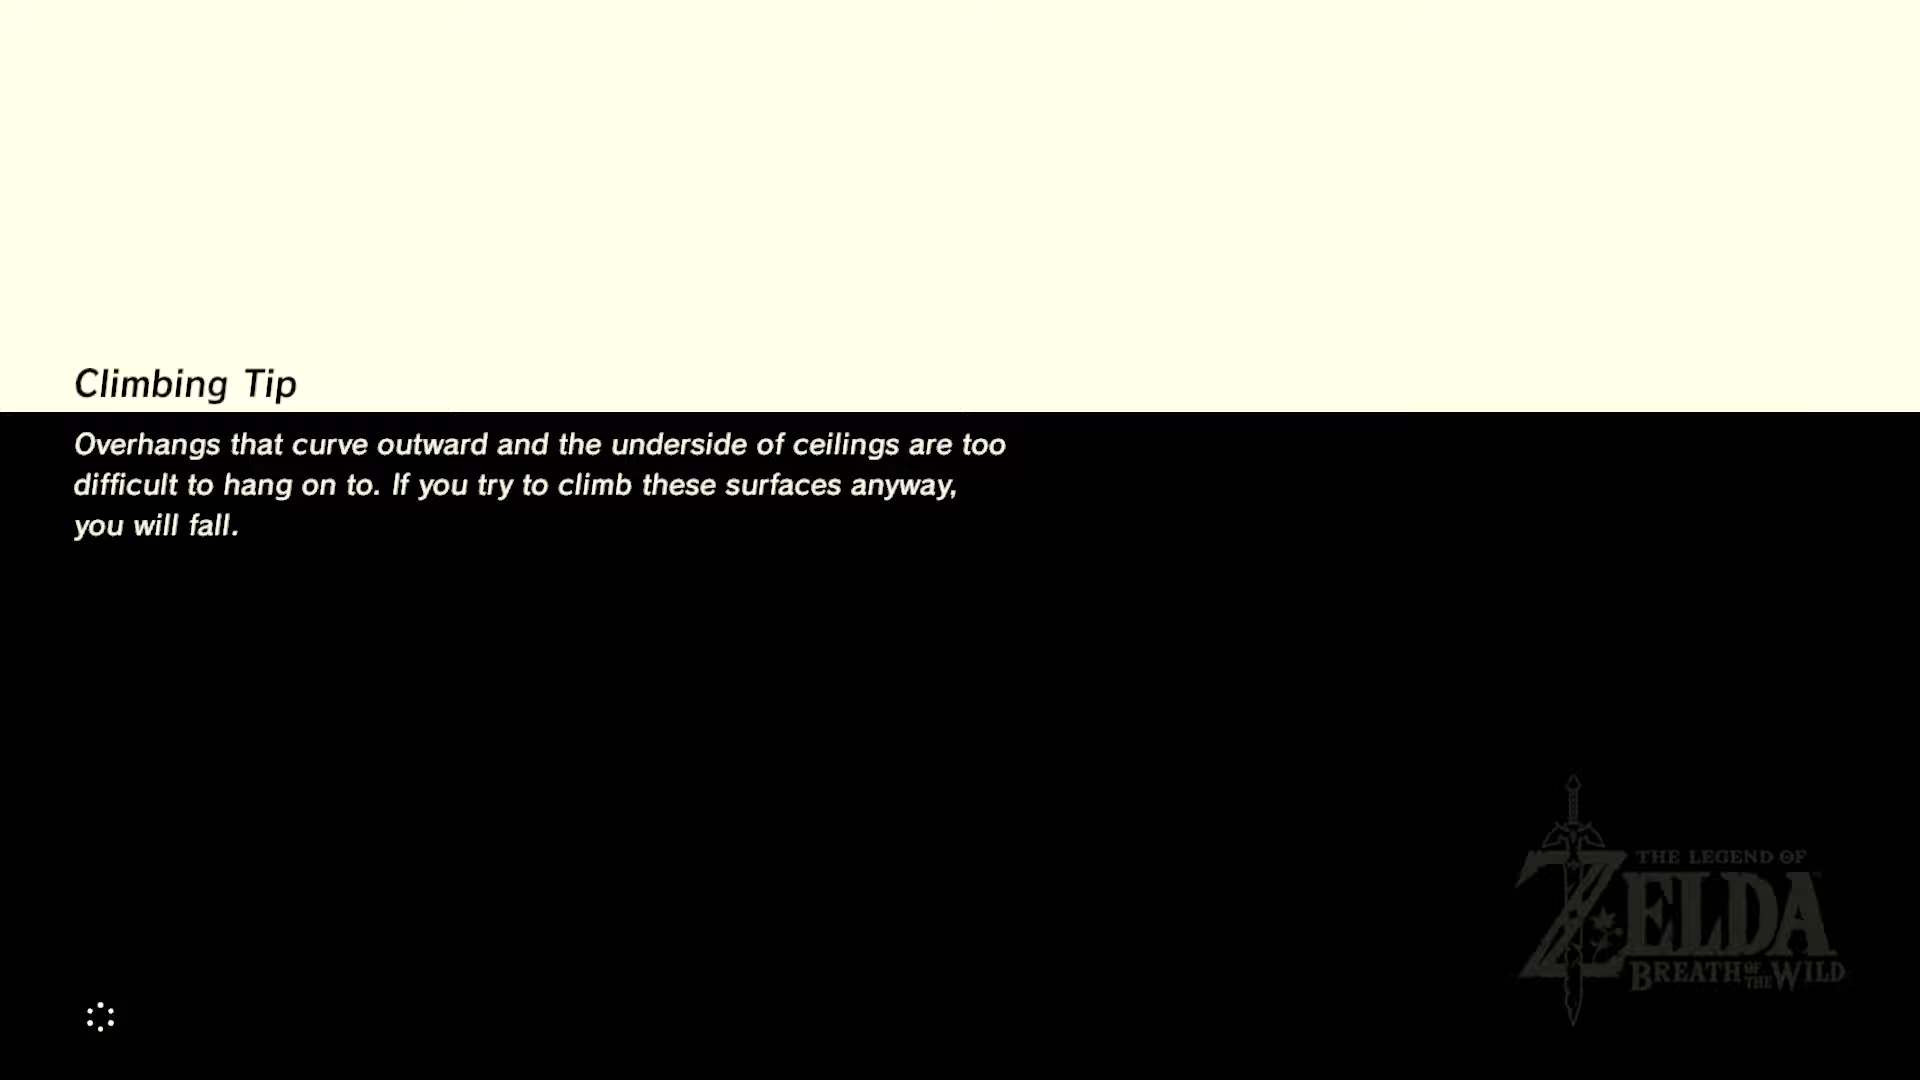 Climbing Tip
Overhangs that curve outward and the underside of ceilings are too
difficult to hang on to. If you try to climb these surfaces anyway,
you will fall.
THE LEGEND OF
ZELDA
BREATH OF THE WILD